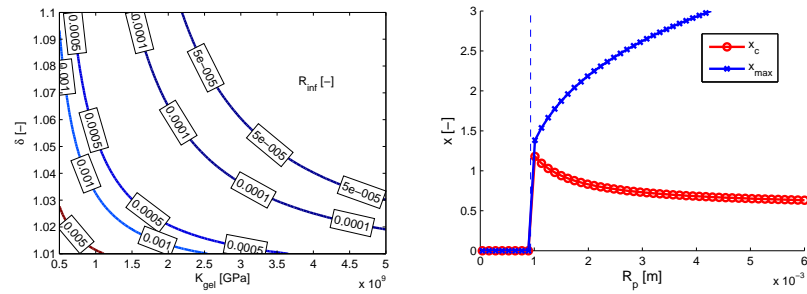 1.1
1.09
1.08
1.07
1.06
1.05
1.04
1.03
1.02
1.01
δ [−]
0.0005
0.0001
5e−005
0.001
0.0005
0.0001
5e−005
0.001
0.0005
0.0001
5e−005
0.005
0.001
0.0005
0.0001
R_inf [−]
0.5 1 1.5 2 2.5 3 3.5 4 4.5 5
K_gel [GPa]
x 10^9
3
2.5
2
1.5
1
0.5
0
x [−]
x_c
x_max
0 1 2 3 4 5 6
R_p [m]
x 10^−3